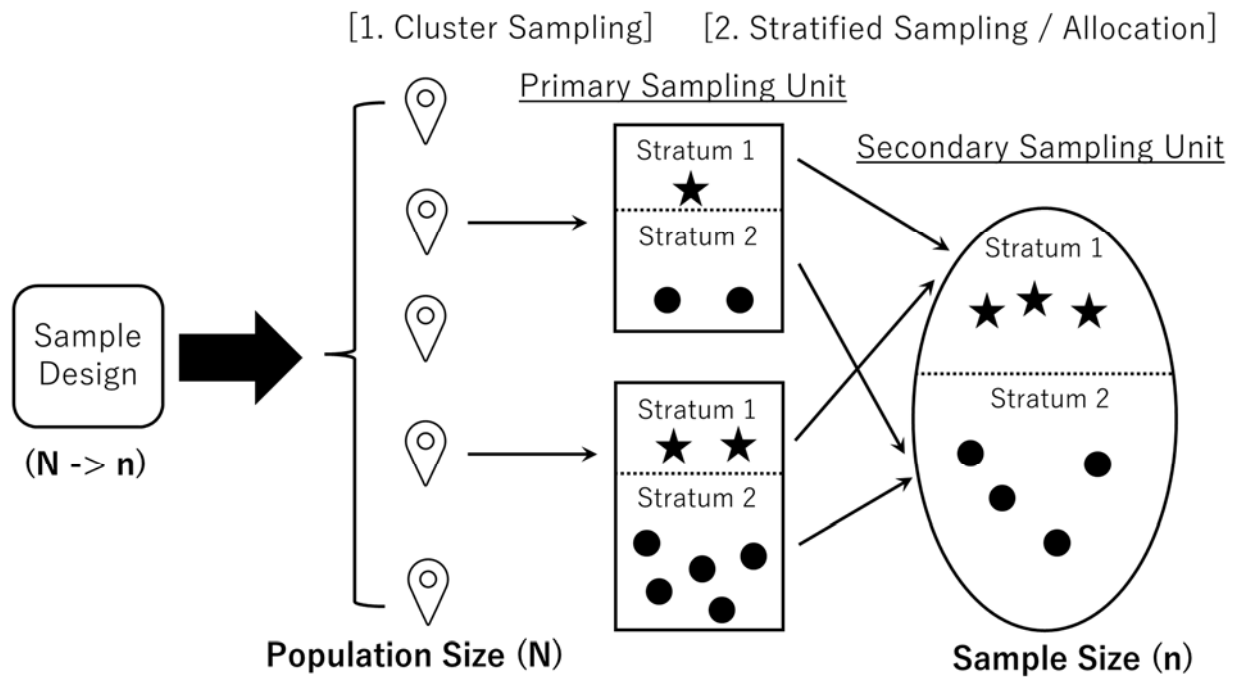 [1. Cluster Sampling]
[2. Stratified Sampling / Allocation]
Primary Sampling Unit
Secondary Sampling Unit
Sample
Design
(N -> n)
Stratum 1
Stratum 2
Stratum 1
Stratum 2
Stratum 1
Stratum 2
Population Size (N)
Sample Size (n)